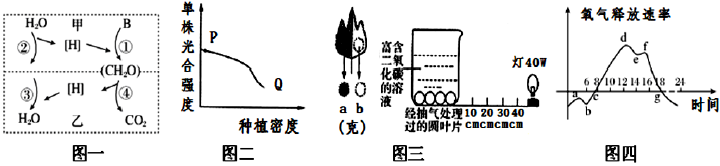 H₂O 甲 B
② [H] ①
(CH₂O)
③ [H] ④
H₂O 乙 CO₂
图一
单株光合强度
P
Q
种植密度
图二
a b
(克)
富含二氧化碳的溶液
灯40W
经抽气处理过的圆叶片
10 20 30 40
cm cm cm cm
图三
氧气释放速率
a b c d e f g
6 8 10 12 14 16 18 24
时间
图四